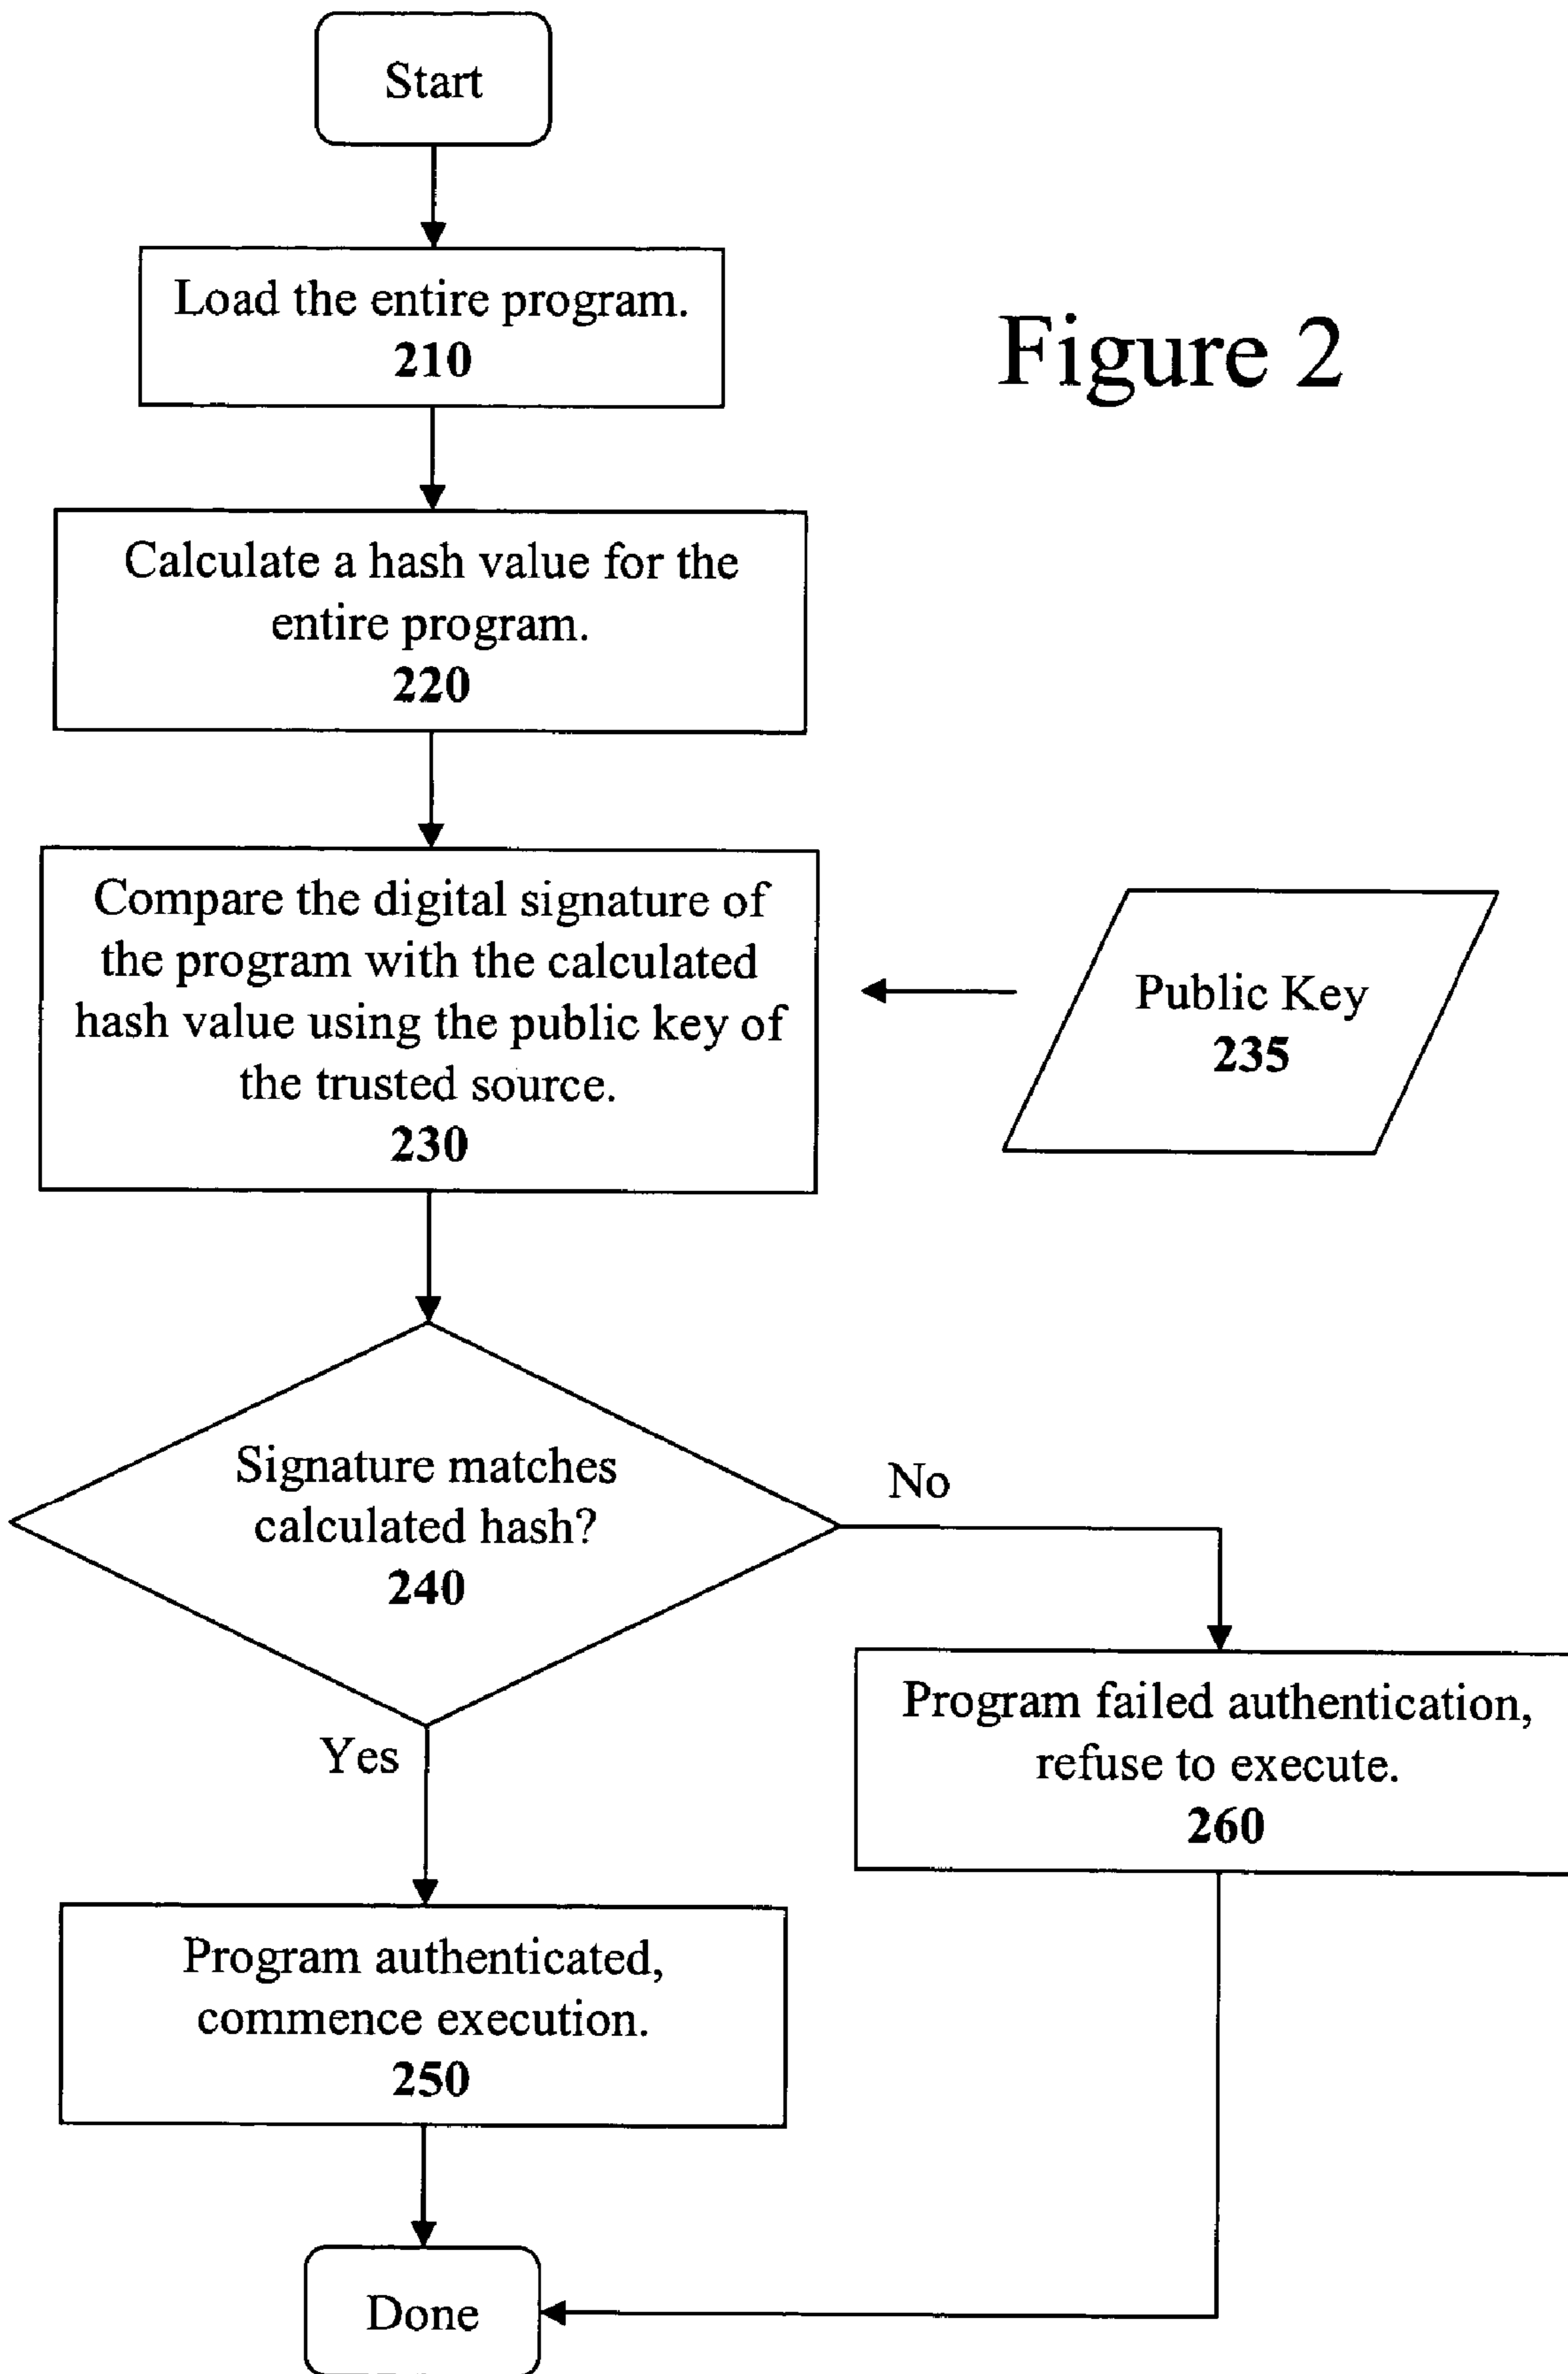 Start
Load the entire program.
210
Figure 2
Calculate a hash value for the
entire program.
220
Compare the digital signature of
the program with the calculated
hash value using the public key of
the trusted source.
230
Public Key
235
Signature matches
calculated hash?
240
No
Yes
Program failed authentication,
refuse to execute.
260
Program authenticated,
commence execution.
250
Done